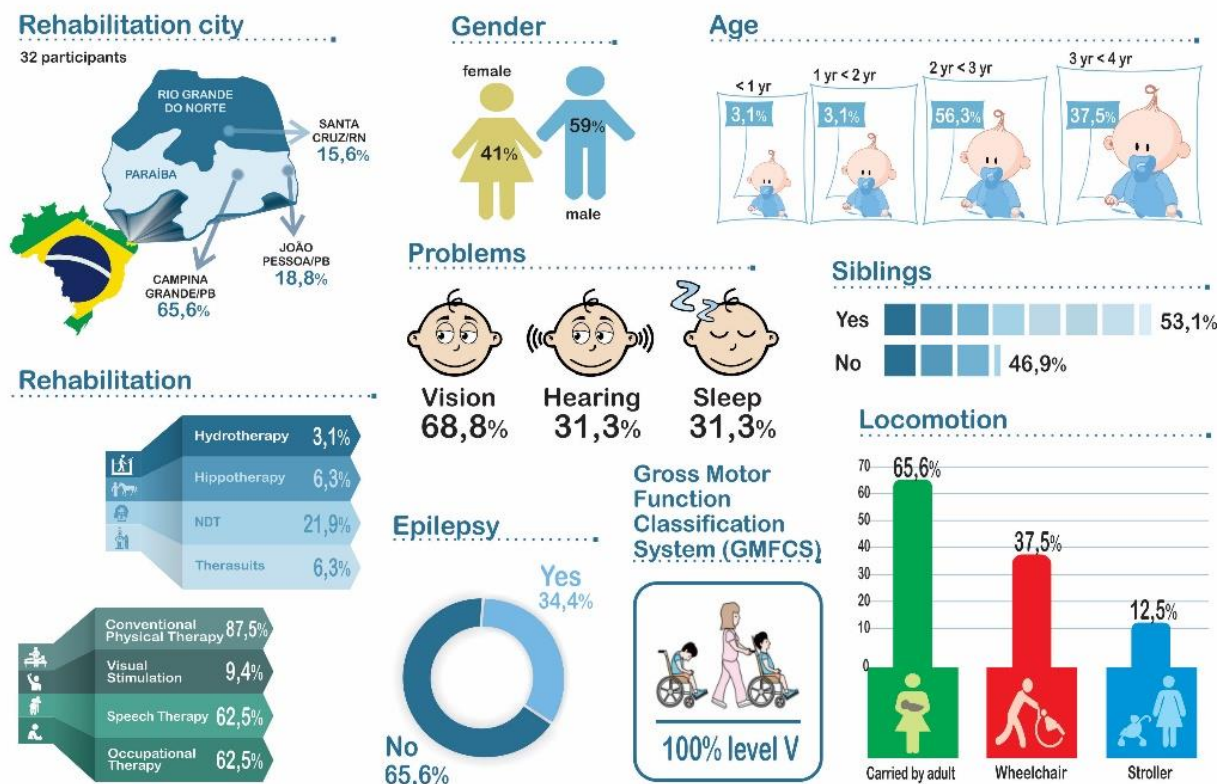 Rehabilitation city
32 participants
RIO GRANDE
DO NORTE
SANTA
CRUZ/RN
15,6%
PARAÍBA
JOÃO
PESSOA/PB
18,8%
CAMPINA
GRANDE/PB
65,6%
Gender
female
41%
59%
male
Age
< 1 yr
3,1%
1 yr < 2 yr
3,1%
2 yr < 3 yr
56,3%
3 yr < 4 yr
37,5%
Problems
Vision
68,8%
Hearing
31,3%
Sleep
31,3%
Siblings
Yes
53,1%
No
46,9%
Rehabilitation
Hydrotherapy 3,1%
Hippotherapy 6,3%
NDT 21,9%
Therasuits 6,3%
Conventional
Physical Therapy 87,5%
Visual
Stimulation 9,4%
Speech Therapy 62,5%
Occupational
Therapy 62,5%
Epilepsy
Yes
34,4%
No
65,6%
Gross Motor
Function
Classification
System (GMFCS)
100% level V
Locomotion
70
60
50
40
30
20
10
0
65,6%
37,5%
12,5%
Carried by adult
Wheelchair
Stroller